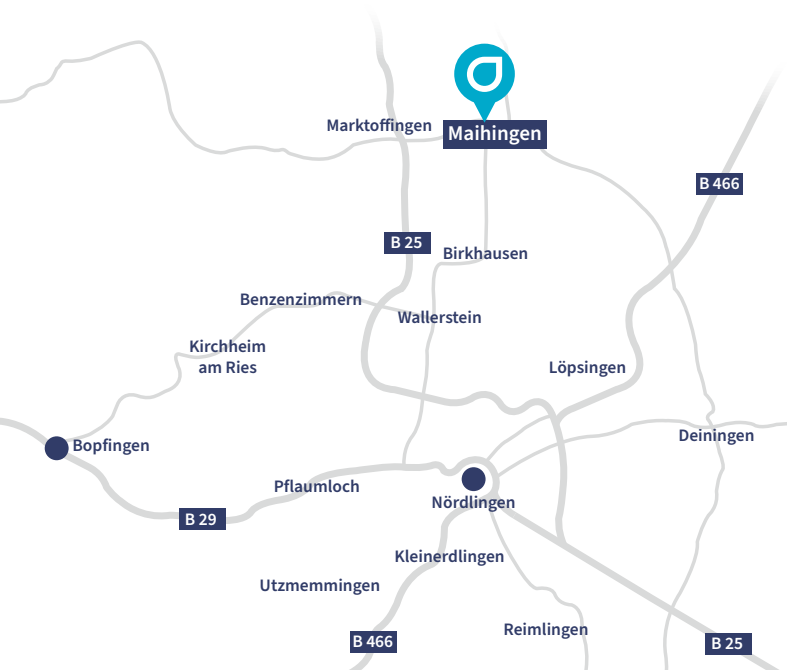 Marktoffingen
Maihingen
B 466
B 25
Birkhausen
Benzenzimmern
Wallerstein
Kirchheim
am Ries
Löpsingen
Bopfingen
Deiningen
Pflaumloch
Nördlingen
B 29
Kleinerdlingen
Utzmemmingen
Reimlingen
B 466
B 25